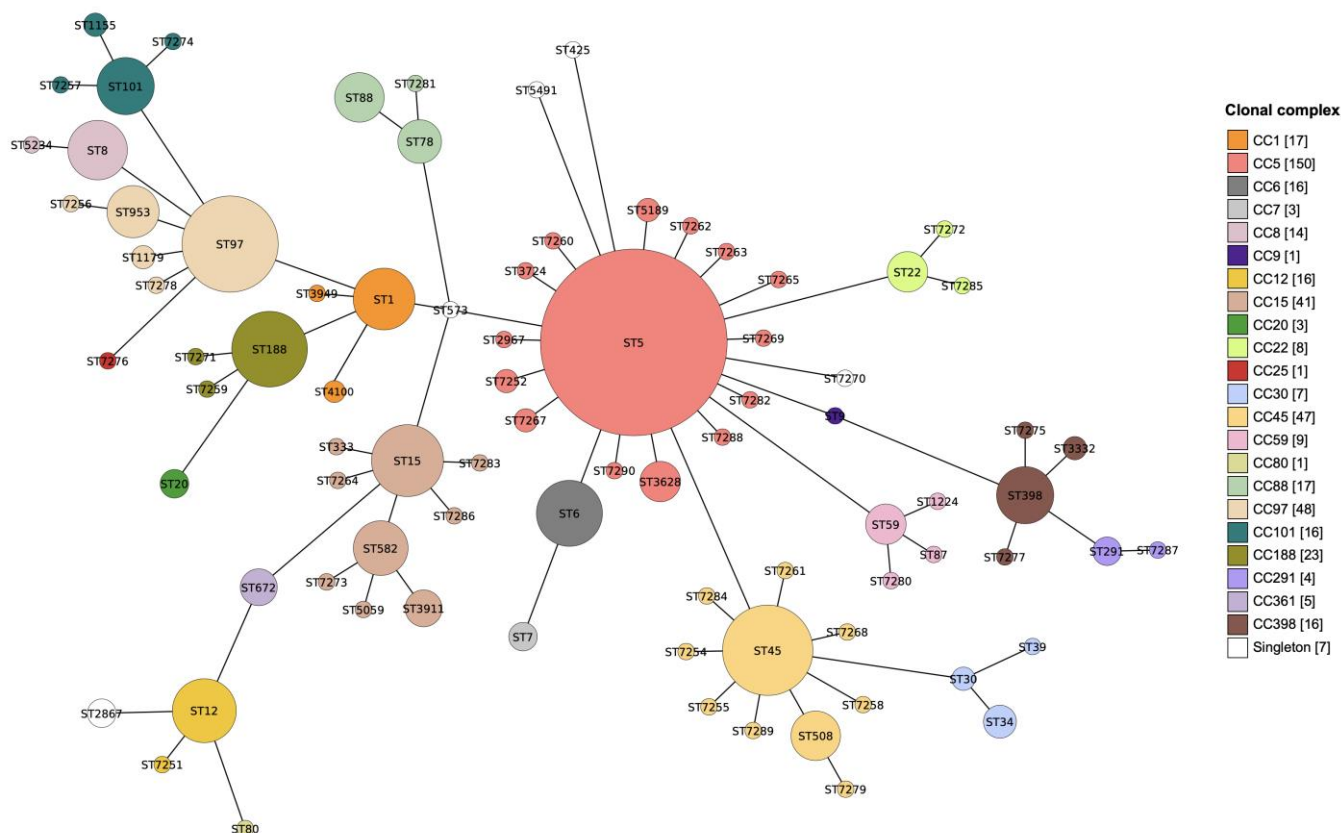 ST1155
ST7274
ST7257
ST101
ST5234
ST8
ST7256
ST953
ST97
ST1179
ST7278
ST7276
ST88
ST7281
ST78
ST3949
ST1
ST573
ST188
ST7271
ST7259
ST4100
ST20
ST425
ST5491
ST5189
ST7262
ST7260
ST7263
ST3724
ST7265
ST2967
ST5
ST7269
ST7252
ST7270
ST7267
ST7282
ST7288
ST7290
ST3628
ST22
ST7272
ST7285
ST9
ST333
ST15
ST7283
ST7264
ST7286
ST582
ST7273
ST5059
ST3911
ST672
ST6
ST7
ST59
ST1224
ST87
ST7280
ST7275
ST3332
ST398
ST7277
ST291
ST7287
ST7261
ST7284
ST7268
ST7254
ST45
ST7255
ST7258
ST7289
ST508
ST7279
ST39
ST30
ST34
ST2867
ST12
ST7251
ST80
Clonal complex
CC1 [17]
CC5 [150]
CC6 [16]
CC7 [3]
CC8 [14]
CC9 [1]
CC12 [16]
CC15 [41]
CC20 [3]
CC22 [8]
CC25 [1]
CC30 [7]
CC45 [47]
CC59 [9]
CC80 [1]
CC88 [17]
CC97 [48]
CC101 [16]
CC188 [23]
CC291 [4]
CC361 [5]
CC398 [16]
Singleton [7]